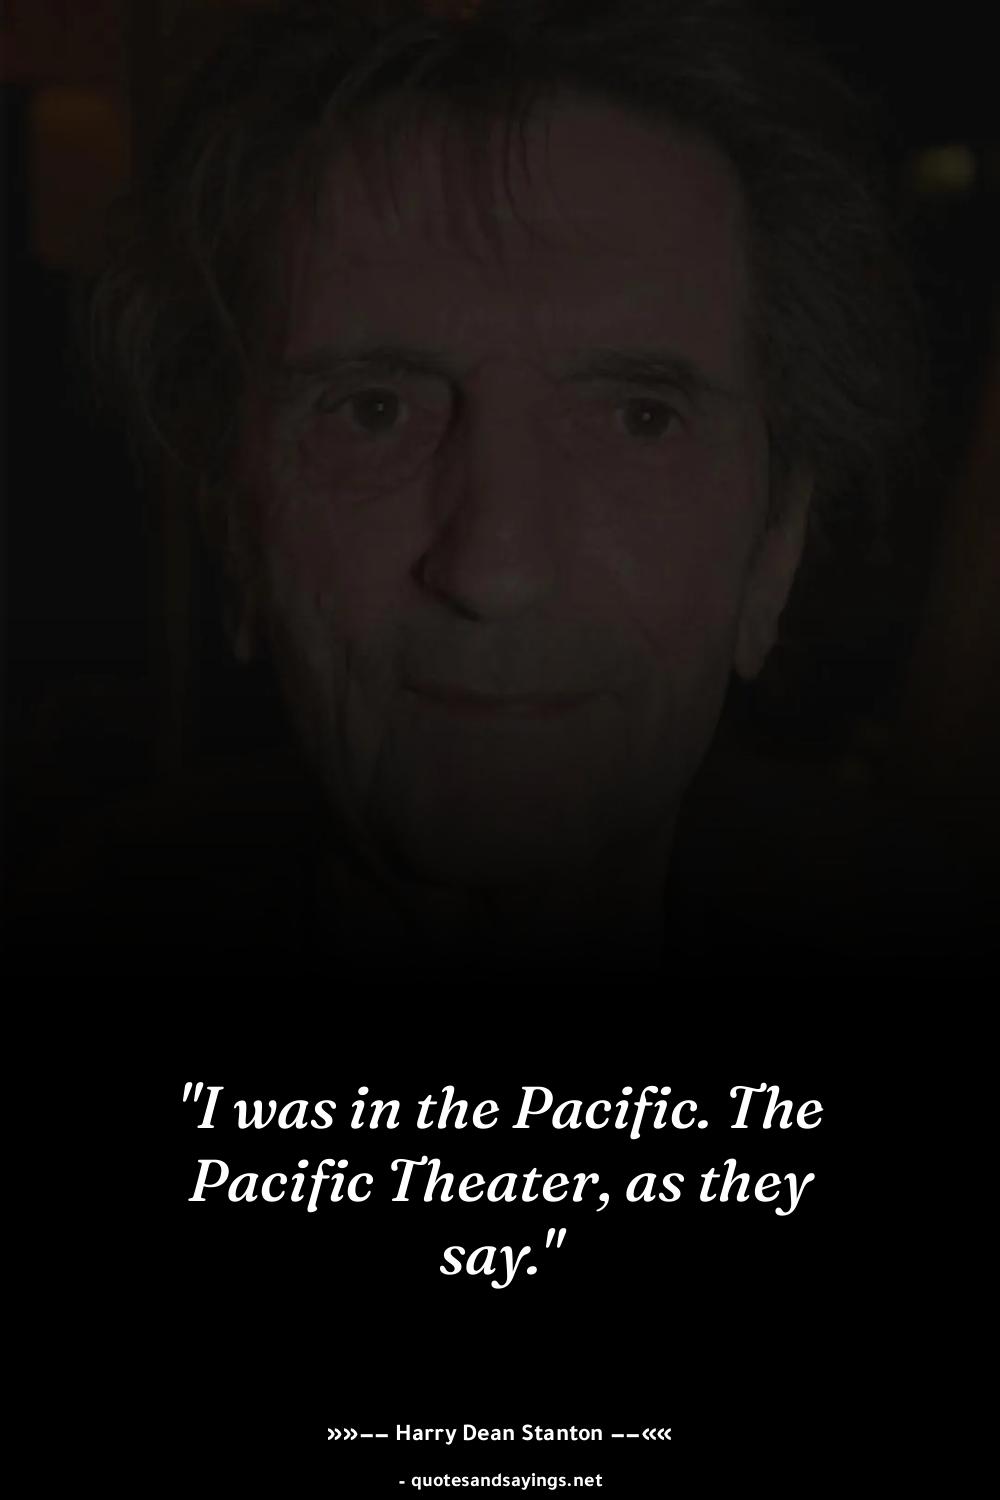 "I was in the Pacific. The
Pacific Theater, as they
say."
»»−− Harry Dean Stanton −−««
- quotesandsayings.net